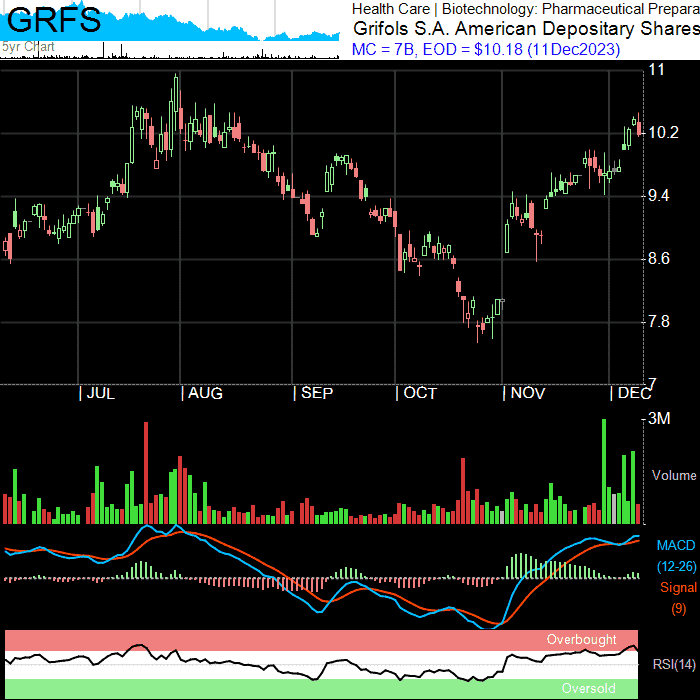 GRFS
5yr Chart
Health Care | Biotechnology: Pharmaceutical Prepara
Grifols S.A. American Depositary Shares
MC = 7B, EOD = $10.18 (11Dec2023)
11
10.2
9.4
8.6
7.8
7
| JUL | AUG | SEP | OCT | NOV | DEC
3M
Volume
MACD
(12-26)
Signal
(9)
Overbought
RSI(14)
Oversold